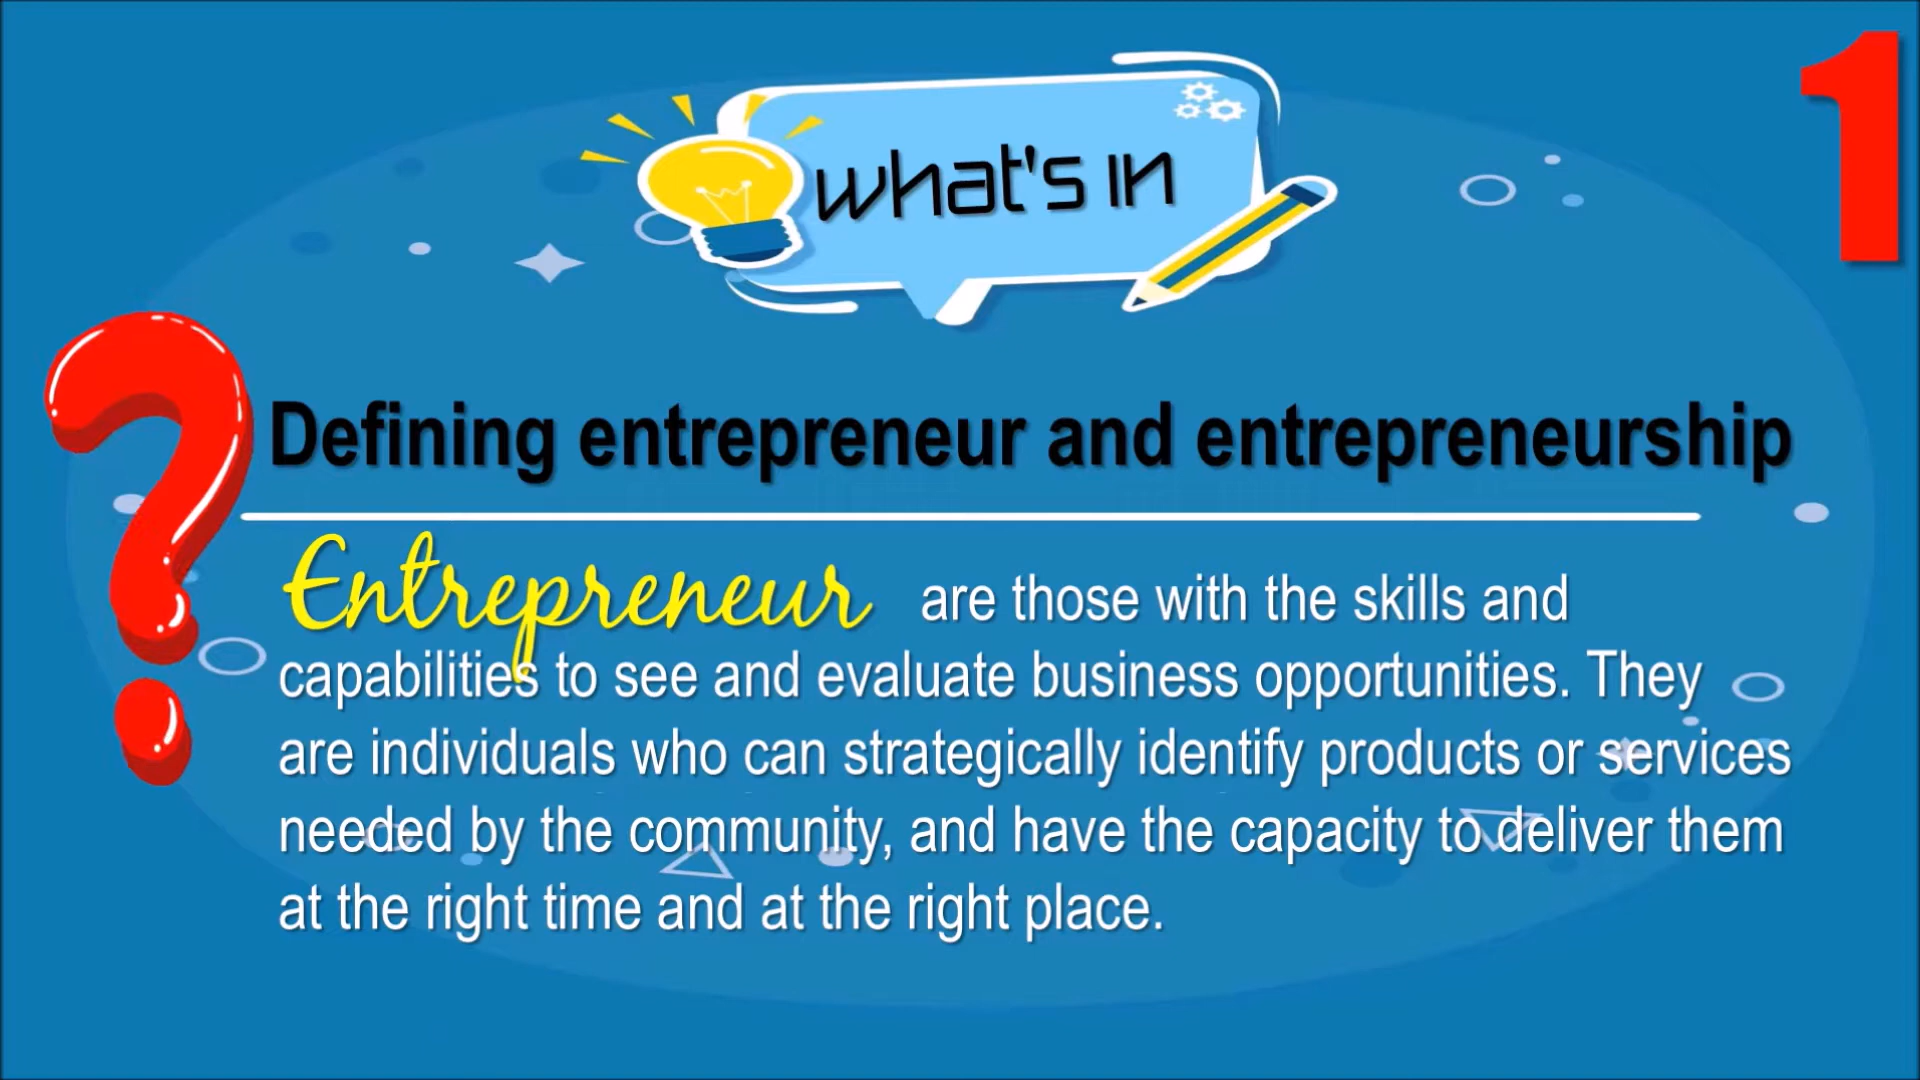 1
what's in
Defining entrepreneur and entrepreneurship
Entrepreneur are those with the skills and
capabilities to see and evaluate business opportunities. They
are individuals who can strategically identify products or services
needed by the community, and have the capacity to deliver them
at the right time and at the right place.